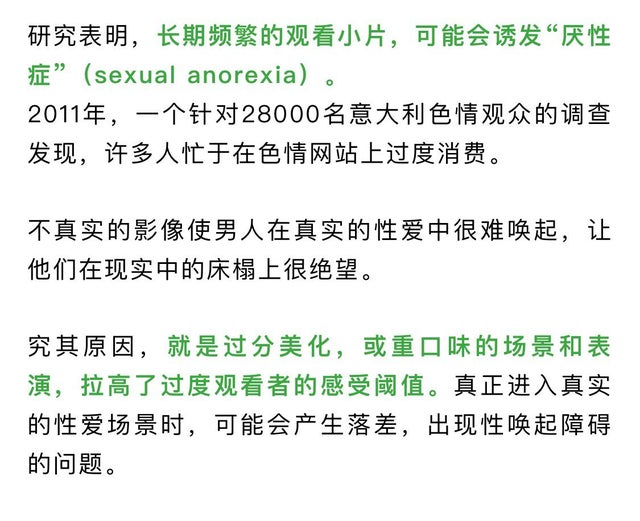 研究表明，长期频繁的观看小片，可能会诱发“厌性
症”（sexual anorexia）。
2011年，一个针对28000名意大利色情观众的调查
发现，许多人忙于在色情网站上过度消费。
不真实的影像使男人在真实的性爱中很难唤起，让
他们在现实中的床榻上很绝望。
究其原因，就是过分美化，或重口味的场景和表
演，拉高了过度观看者的感受阈值。真正进入真实
的性爱场景时，可能会产生落差，出现性唤起障碍
的问题。